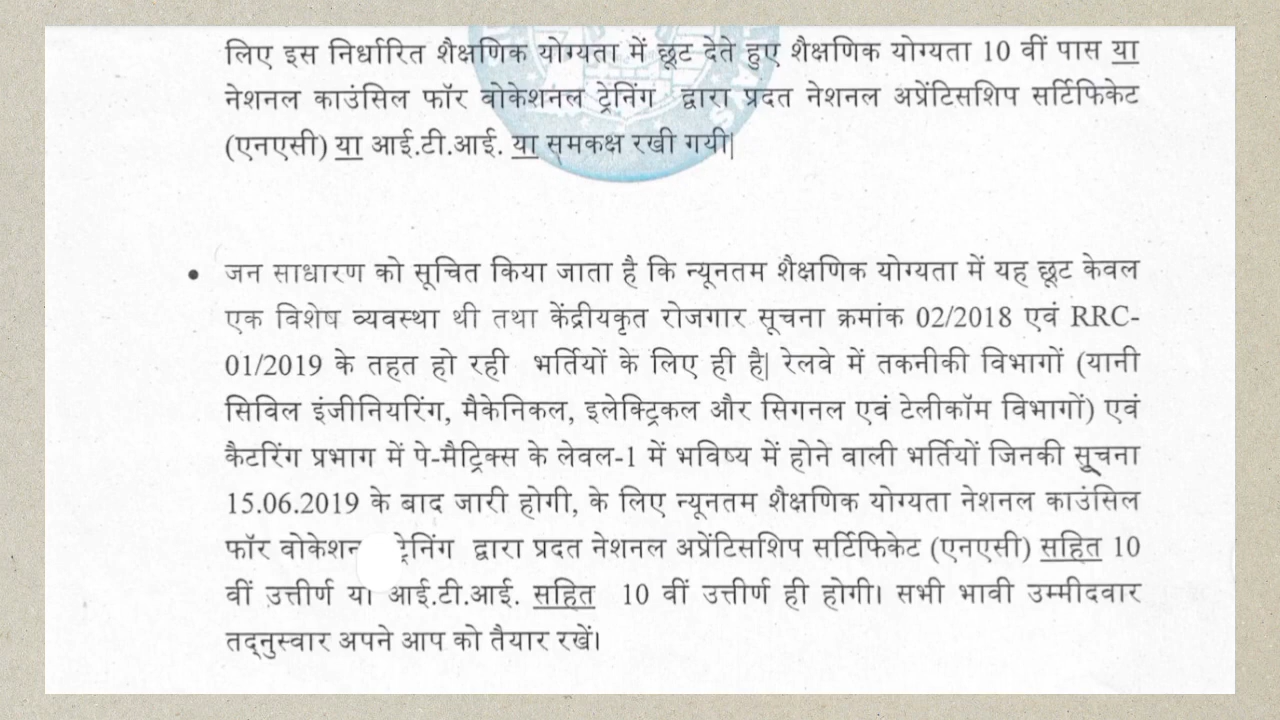 लिए इस निर्धारित शैक्षणिक योग्यता में छूट देते हुए शैक्षणिक योग्यता 10 वीं पास या
नेशनल काउंसिल फॉर वोकेशनल ट्रेनिंग द्वारा प्रदत नेशनल अप्रेंटिसशिप सर्टिफिकेट
(एनएसी) या आई.टी.आई. या समकक्ष रखी गयी|
• जन साधारण को सूचित किया जाता है कि न्यूनतम शैक्षणिक योग्यता में यह छूट केवल
एक विशेष व्यवस्था थी तथा केंद्रीयकृत रोजगार सूचना क्रमांक 02/2018 एवं RRC-
01/2019 के तहत हो रही भर्तियों के लिए ही है| रेलवे में तकनीकी विभागों (यानी
सिविल इंजीनियरिंग, मैकेनिकल, इलेक्ट्रिकल और सिगनल एवं टेलीकॉम विभागों) एवं
कैटरिंग प्रभाग में पे-मैट्रिक्स के लेवल-1 में भविष्य में होने वाली भर्तियों जिनकी सूचना
15.06.2019 के बाद जारी होगी, के लिए न्यूनतम शैक्षणिक योग्यता नेशनल काउंसिल
फॉर द्वारा प्रदत नेशनल अप्रेंटिसशिप सर्टिफिकेट (एनएसी) सहित 10
वीं उत्तीर्ण या आई.टी.आई. सहित 10 वीं उत्तीर्ण ही होगी। सभी भावी उम्मीदवार
तद्नुस्वार अपने आप को तैयार रखें।